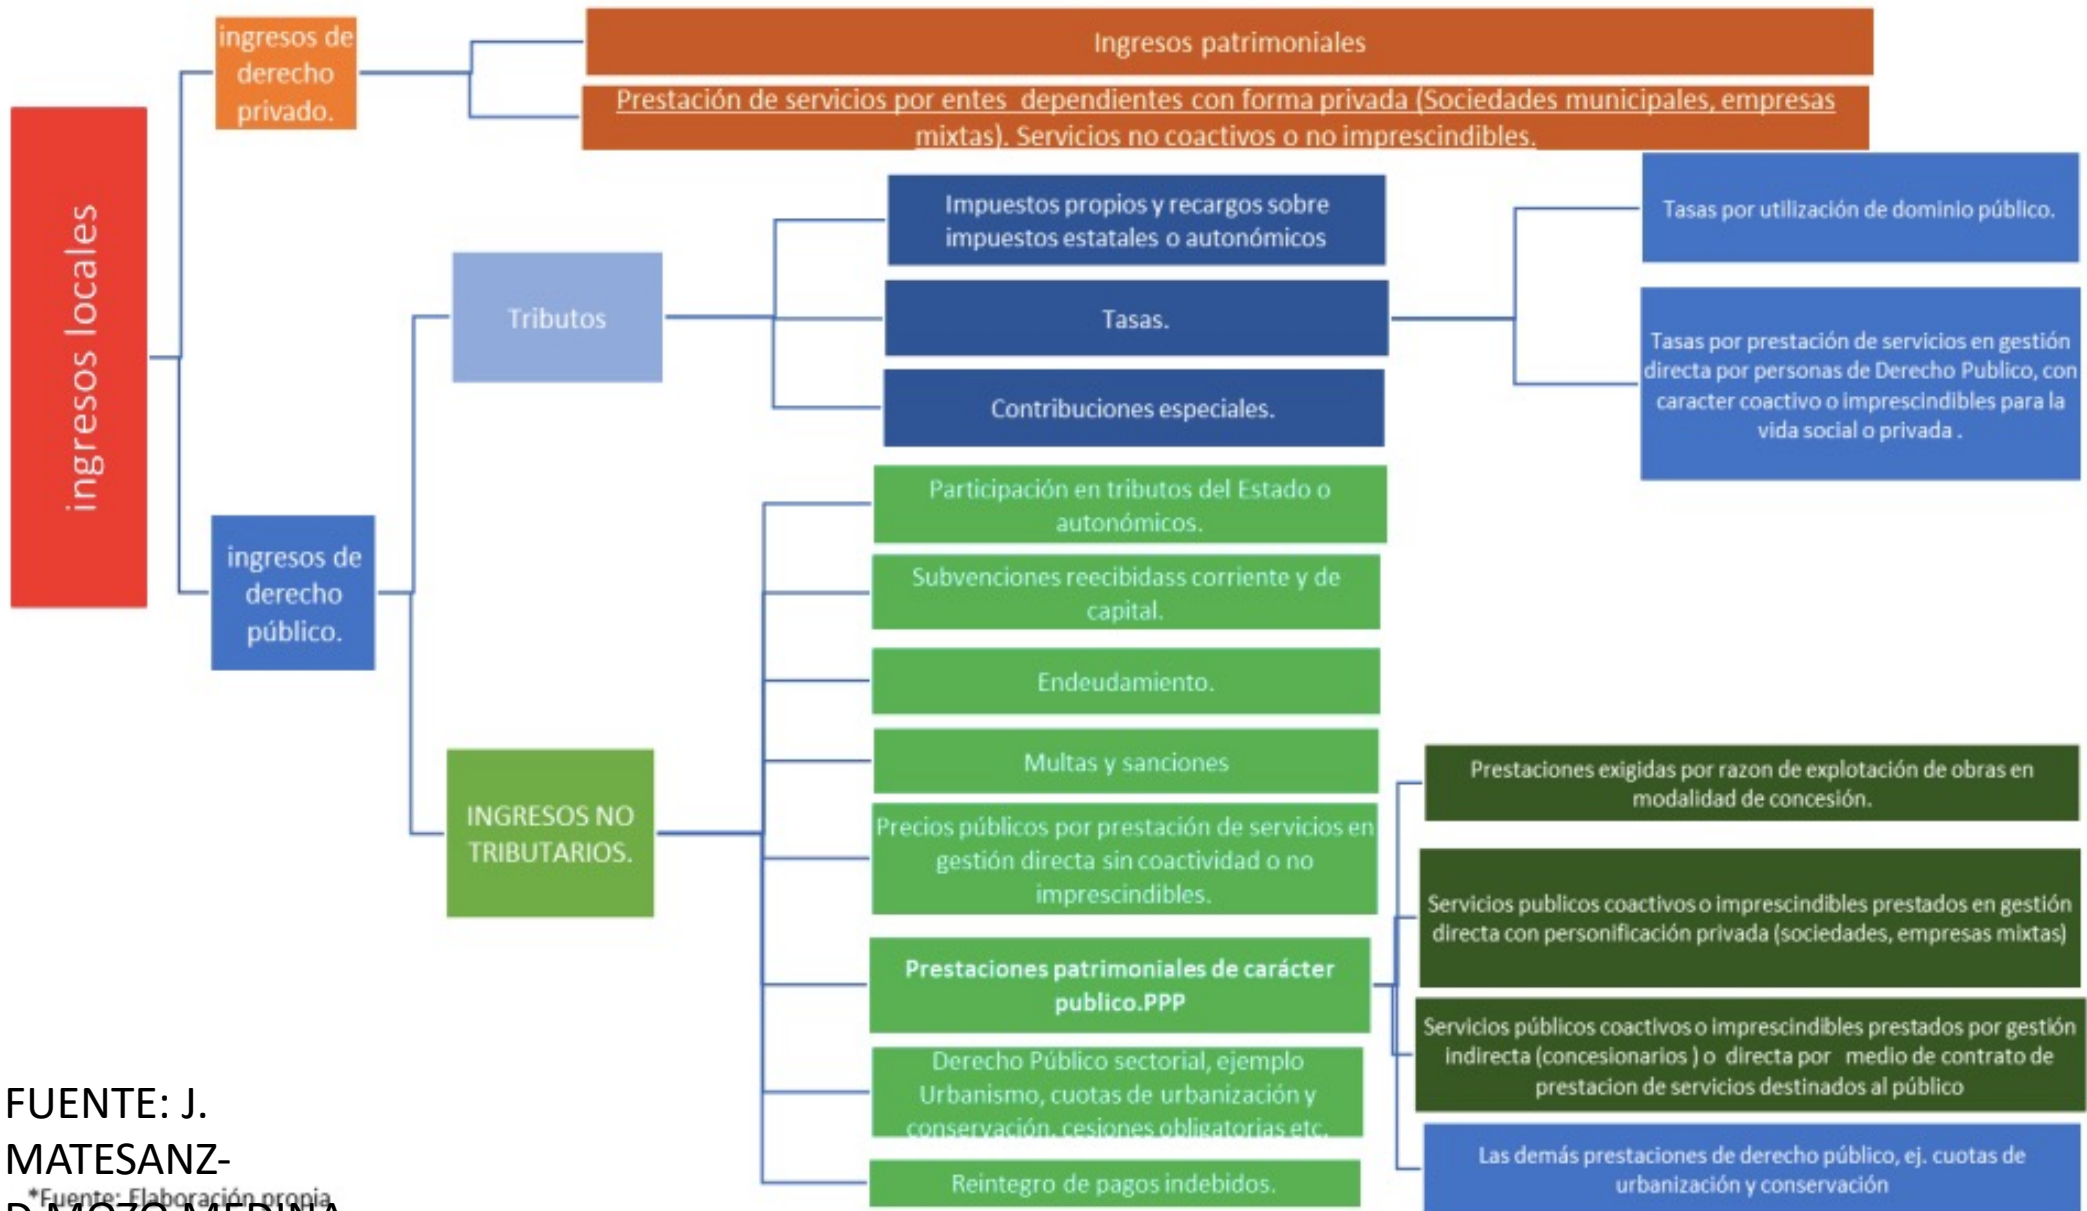 ingresos locales
ingresos de
derecho
privado.
Ingresos patrimoniales
Prestación de servicios por entes dependientes con forma privada (Sociedades municipales, empresas
mixtas). Servicios no coactivos o no imprescindibles.
ingresos de
derecho
público.
Tributos
Impuestos propios y recargos sobre
impuestos estatales o autonómicos
Tasas.
Tasas por utilización de dominio público.
Tasas por prestación de servicios en gestión
directa por personas de Derecho Publico, con
caracter coactivo o imprescindibles para la
vida social o privada .
Contribuciones especiales.
INGRESOS NO
TRIBUTARIOS.
Participación en tributos del Estado o
autonómicos.
Subvenciones reecibidass corriente y de
capital.
Endeudamiento.
Multas y sanciones
Precios públicos por prestación de servicios en
gestión directa sin coactividad o no
imprescindibles.
Prestaciones patrimoniales de carácter
publico.PPP
Prestaciones exigidas por razon de explotación de obras en
modalidad de concesión.
Servicios publicos coactivos o imprescindibles prestados en gestión
directa con personificación privada (sociedades, empresas mixtas)
Servicios públicos coactivos o imprescindibles prestados por gestión
indirecta (concesionarios ) o directa por medio de contrato de
prestacion de servicios destinados al público
Las demás prestaciones de derecho público, ej. cuotas de
urbanización y conservación
Derecho Público sectorial, ejemplo
Urbanismo, cuotas de urbanización y
conservación, cesiones obligatorias etc.
Reintegro de pagos indebidos.
FUENTE: J.
MATESANZ-
*Fuente: Elaboración propia
D.MOZO MEDINA